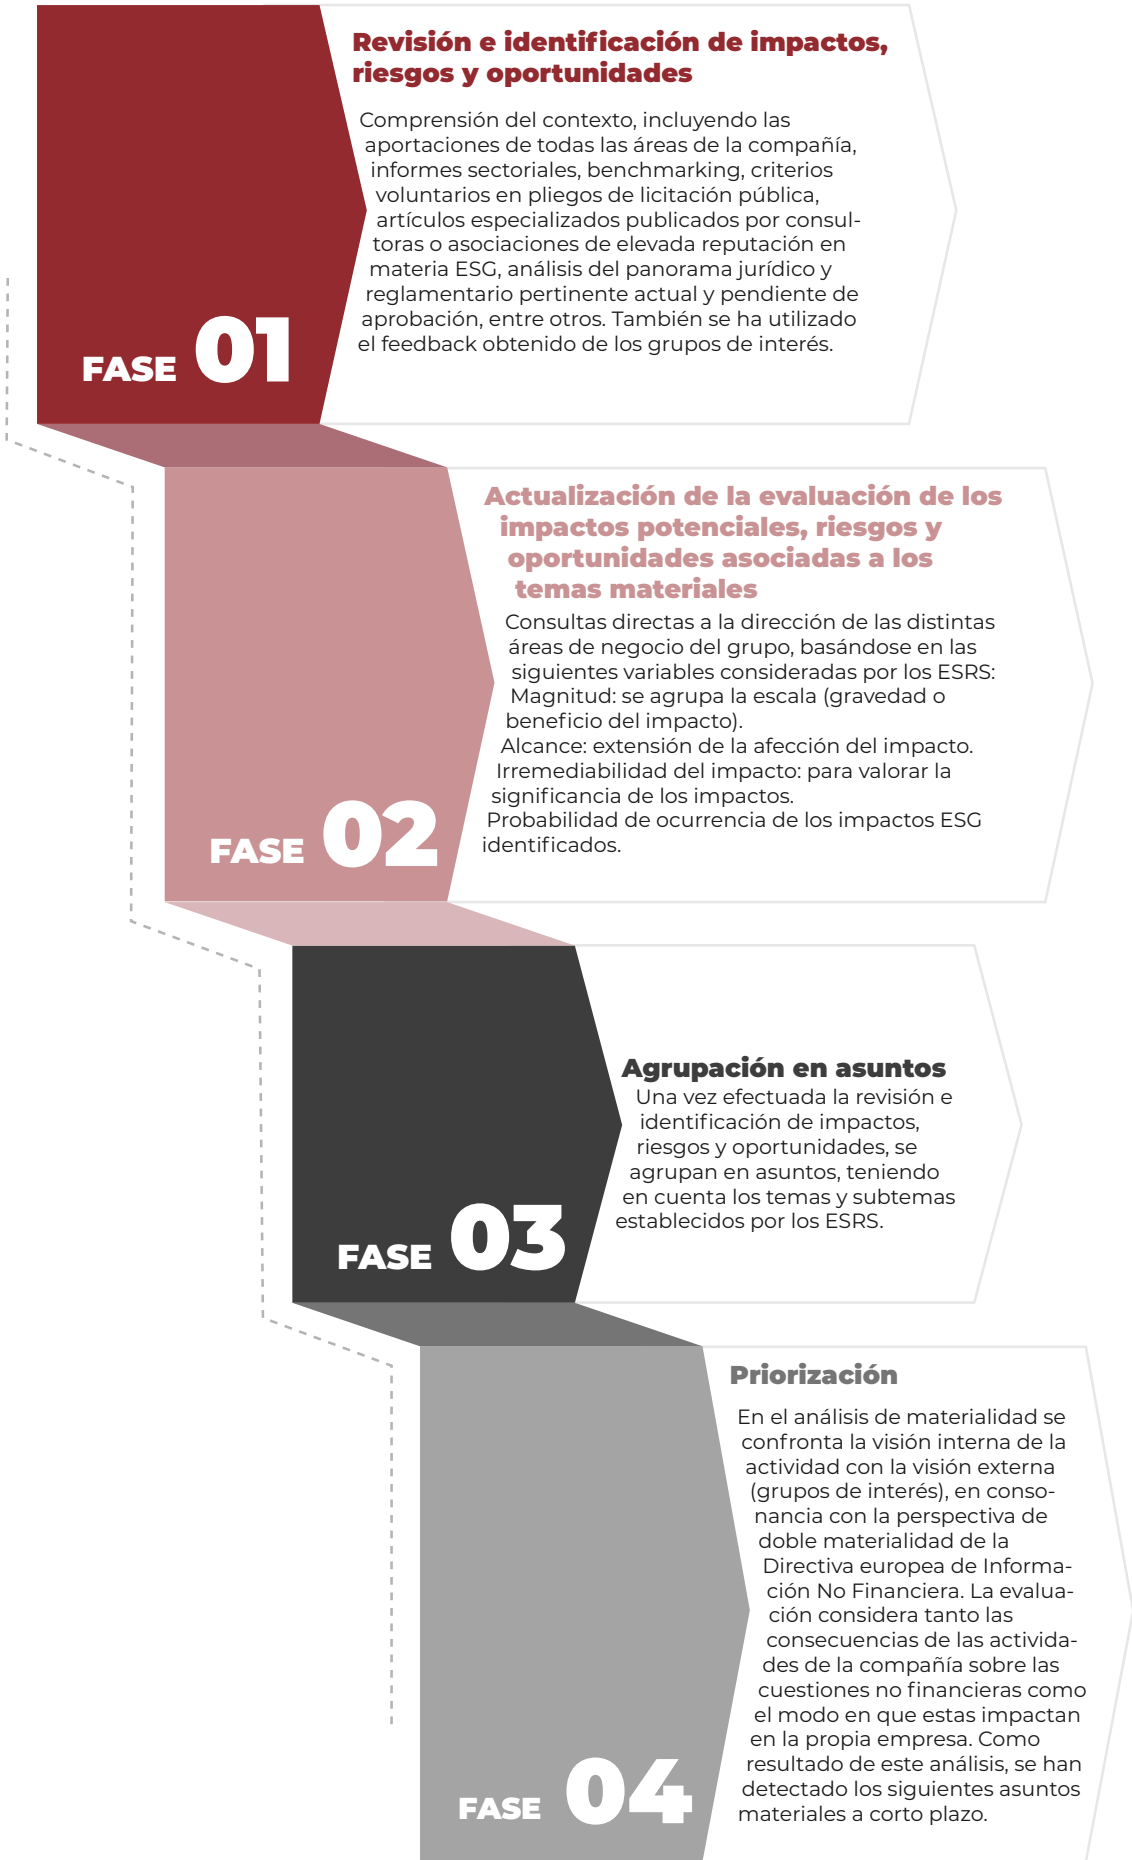 Revisión e identificación de impactos,
riesgos y oportunidades
Comprensión del contexto, incluyendo las
aportaciones de todas las áreas de la compañía,
informes sectoriales, benchmarking, criterios
voluntarios en pliegos de licitación pública,
artículos especializados publicados por consul-
toras o asociaciones de elevada reputación en
materia ESG, análisis del panorama jurídico y
reglamentario pertinente actual y pendiente de
aprobación, entre otros. También se ha utilizado
el feedback obtenido de los grupos de interés.
FASE 01
Actualización de la evaluación de los
impactos potenciales, riesgos y
oportunidades asociadas a los
temas materiales
Consultas directas a la dirección de las distintas
áreas de negocio del grupo, basándose en las
siguientes variables consideradas por los ESRS:
Magnitud: se agrupa la escala (gravedad o
beneficio del impacto).
Alcance: extensión de la afección del impacto.
Irremediabilidad del impacto: para valorar la
significancia de los impactos.
Probabilidad de ocurrencia de los impactos ESG
identificados.
FASE 02
Agrupación en asuntos
Una vez efectuada la revisión e
identificación de impactos,
riesgos y oportunidades, se
agrupan en asuntos, teniendo
en cuenta los temas y subtemas
establecidos por los ESRS.
FASE 03
Priorización
En el análisis de materialidad se
confronta la visión interna de la
actividad con la visión externa
(grupos de interés), en conso-
nancia con la perspectiva de
doble materialidad de la
Directiva europea de Informa-
ción No Financiera. La evalua-
ción considera tanto las
consecuencias de las activida-
des de la compañía sobre las
cuestiones no financieras como
el modo en que estas impactan
en la propia empresa. Como
resultado de este análisis, se han
detectado los siguientes asuntos
materiales a corto plazo.
FASE 04